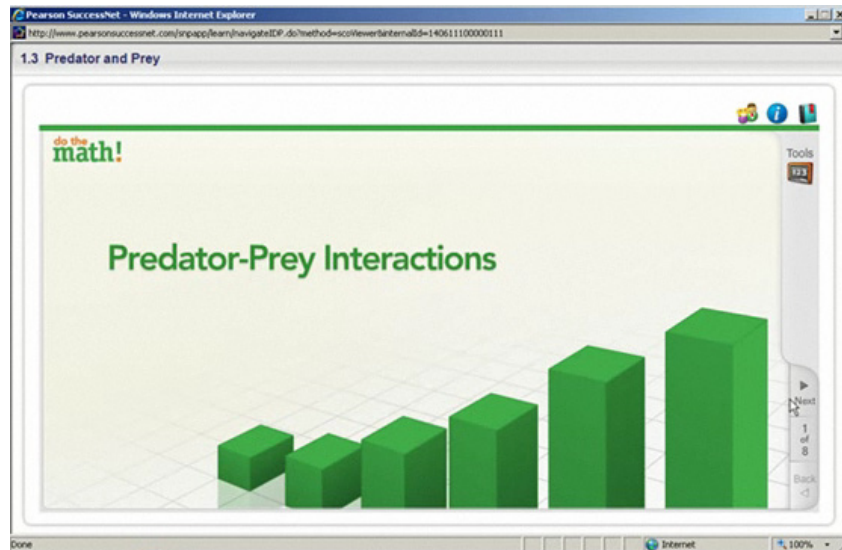 Pearson SuccessNet - Windows Internet Explorer
http://www.pearsonsuccessnet.com/snpapp/learn/navigateIDP.do?method=scoViewer&internalId=140611100000111
1.3 Predator and Prey
do the
math!
Tools
123
Predator-Prey Interactions
Next
1
of
8
Back
Done
Internet
100%